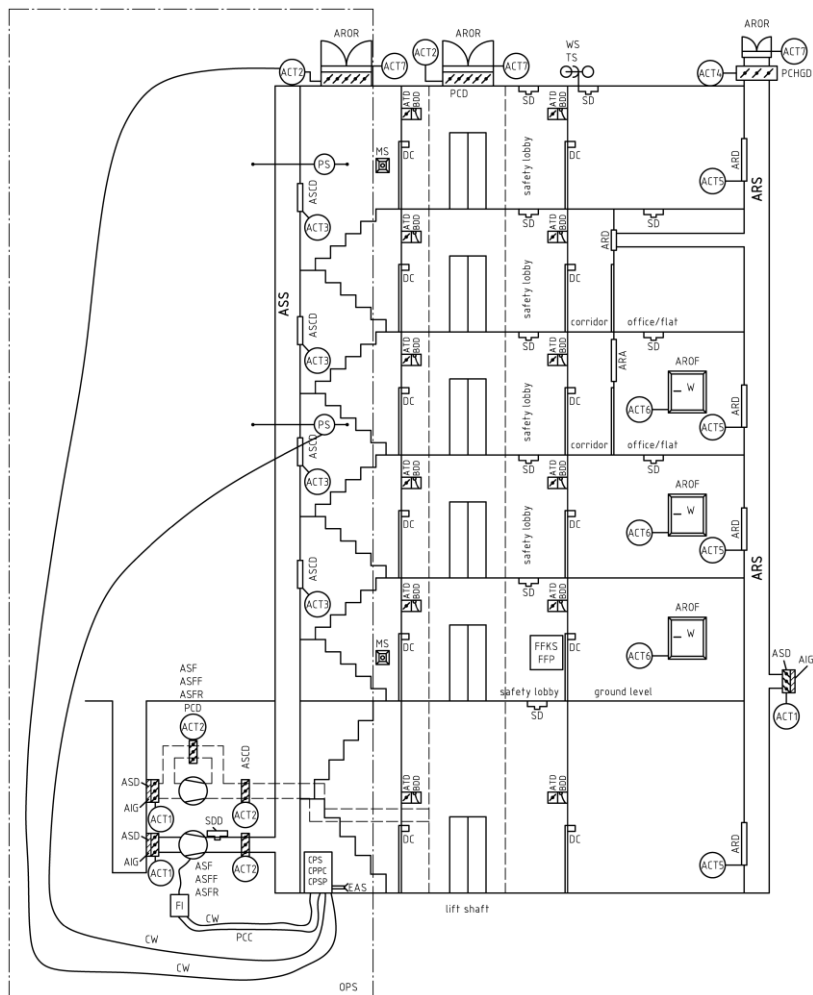 AROR
AROR
AROR
ACT2
ACT7
ACT2
ACT7
WS
TS
ACT4
ACT7
PCHGD
PCD
SD
SD
ATD
BDD
ATD
BDD
MS
PS
DC
DC
safety lobby
ARD
ACT5
ARS
ASCD
ACT3
ATD
BDD
SD
ATD
BDD
SD
ARD
DC
safety lobby
DC
ASS
corridor
office/flat
ASCD
ACT3
ATD
BDD
SD
ATD
BDD
SD
ARA
AROF
W
ACT6
ARD
ACT5
DC
safety lobby
DC
PS
corridor
office/flat
ASCD
ACT3
ATD
BDD
SD
ATD
BDD
SD
AROF
W
ACT6
ARD
ACT5
DC
safety lobby
DC
ASCD
ACT3
ARS
ATD
BDD
SD
ATD
BDD
AROF
W
ACT6
MS
DC
FFKS
FFP
DC
ASD
AIG
ACT1
ASF
ASFF
ASFR
PCD
ACT2
safety lobby
ground level
SD
ASCD
ASD
AIG
ACT1
ACT2
ATD
BDD
ATD
BDD
SDD
ASD
AIG
ACT1
ACT2
DC
DC
ARD
ACT5
ASF
ASFF
ASFR
CPS
CPPC
CPSP
EAS
FI
CW
PCC
lift shaft
CW
CW
OPS